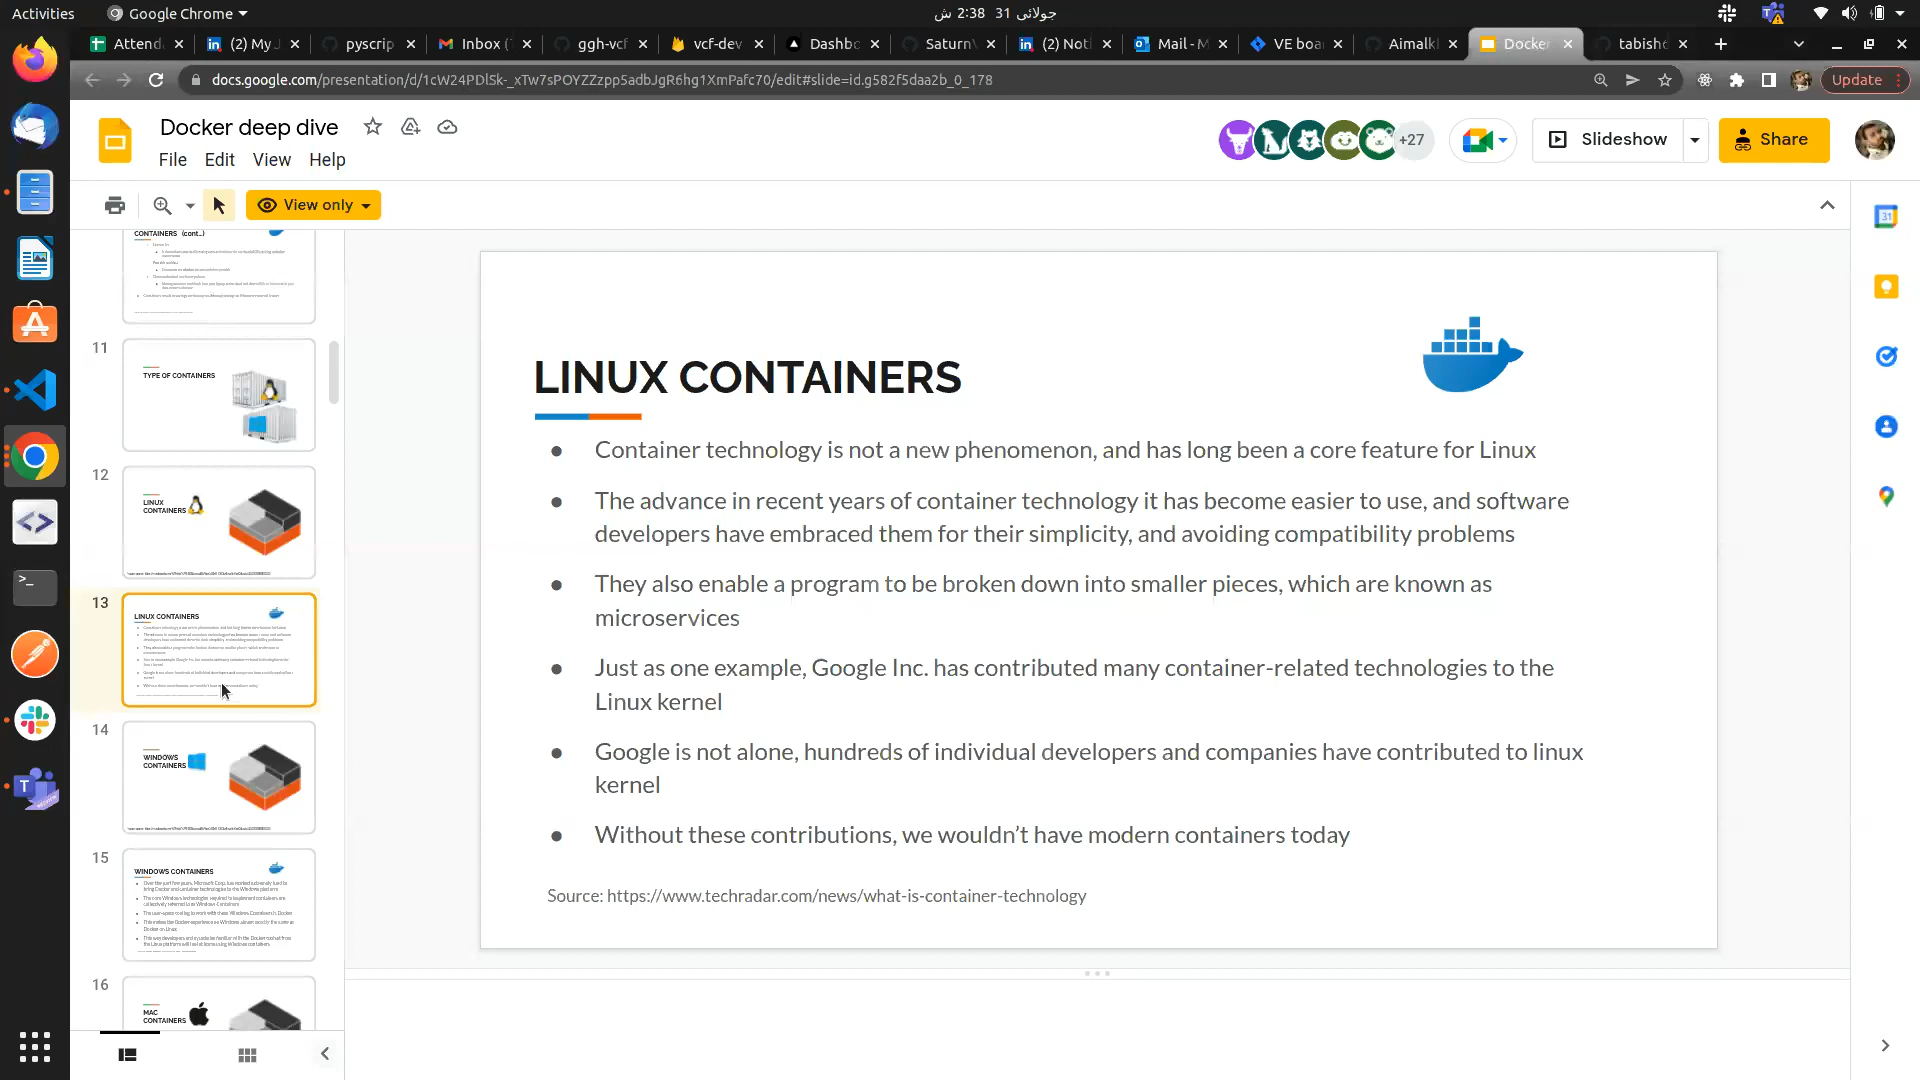 Activities
Google Chrome
جولائی 31 2:38 ش
Attend
(2) My J
pyscrip
Inbox (
ggh-vcf
vcf-dev
Dashb
Saturn
(2) Not
Mail - M
VE boa
Aimalk
Docker
tabish
docs.google.com/presentation/d/1cW24PDlSk-_xTw7sPOYZZzpp5adbJgR6hg1XmPafc70/edit#slide=id.g582f5daa2b_0_178
Update
Docker deep dive
File Edit View Help
+27
Slideshow
Share
View only
31
CONTAINERS (cont...)
11
TYPE OF CONTAINERS
12
LINUX
CONTAINERS
13
LINUX CONTAINERS
14
WINDOWS
CONTAINERS
15
WINDOWS CONTAINERS
16
MAC
CONTAINERS
LINUX CONTAINERS
● Container technology is not a new phenomenon, and has long been a core feature for Linux
● The advance in recent years of container technology it has become easier to use, and software
developers have embraced them for their simplicity, and avoiding compatibility problems
● They also enable a program to be broken down into smaller pieces, which are known as
microservices
● Just as one example, Google Inc. has contributed many container-related technologies to the
Linux kernel
● Google is not alone, hundreds of individual developers and companies have contributed to linux
kernel
● Without these contributions, we wouldn't have modern containers today
Source: https://www.techradar.com/news/what-is-container-technology